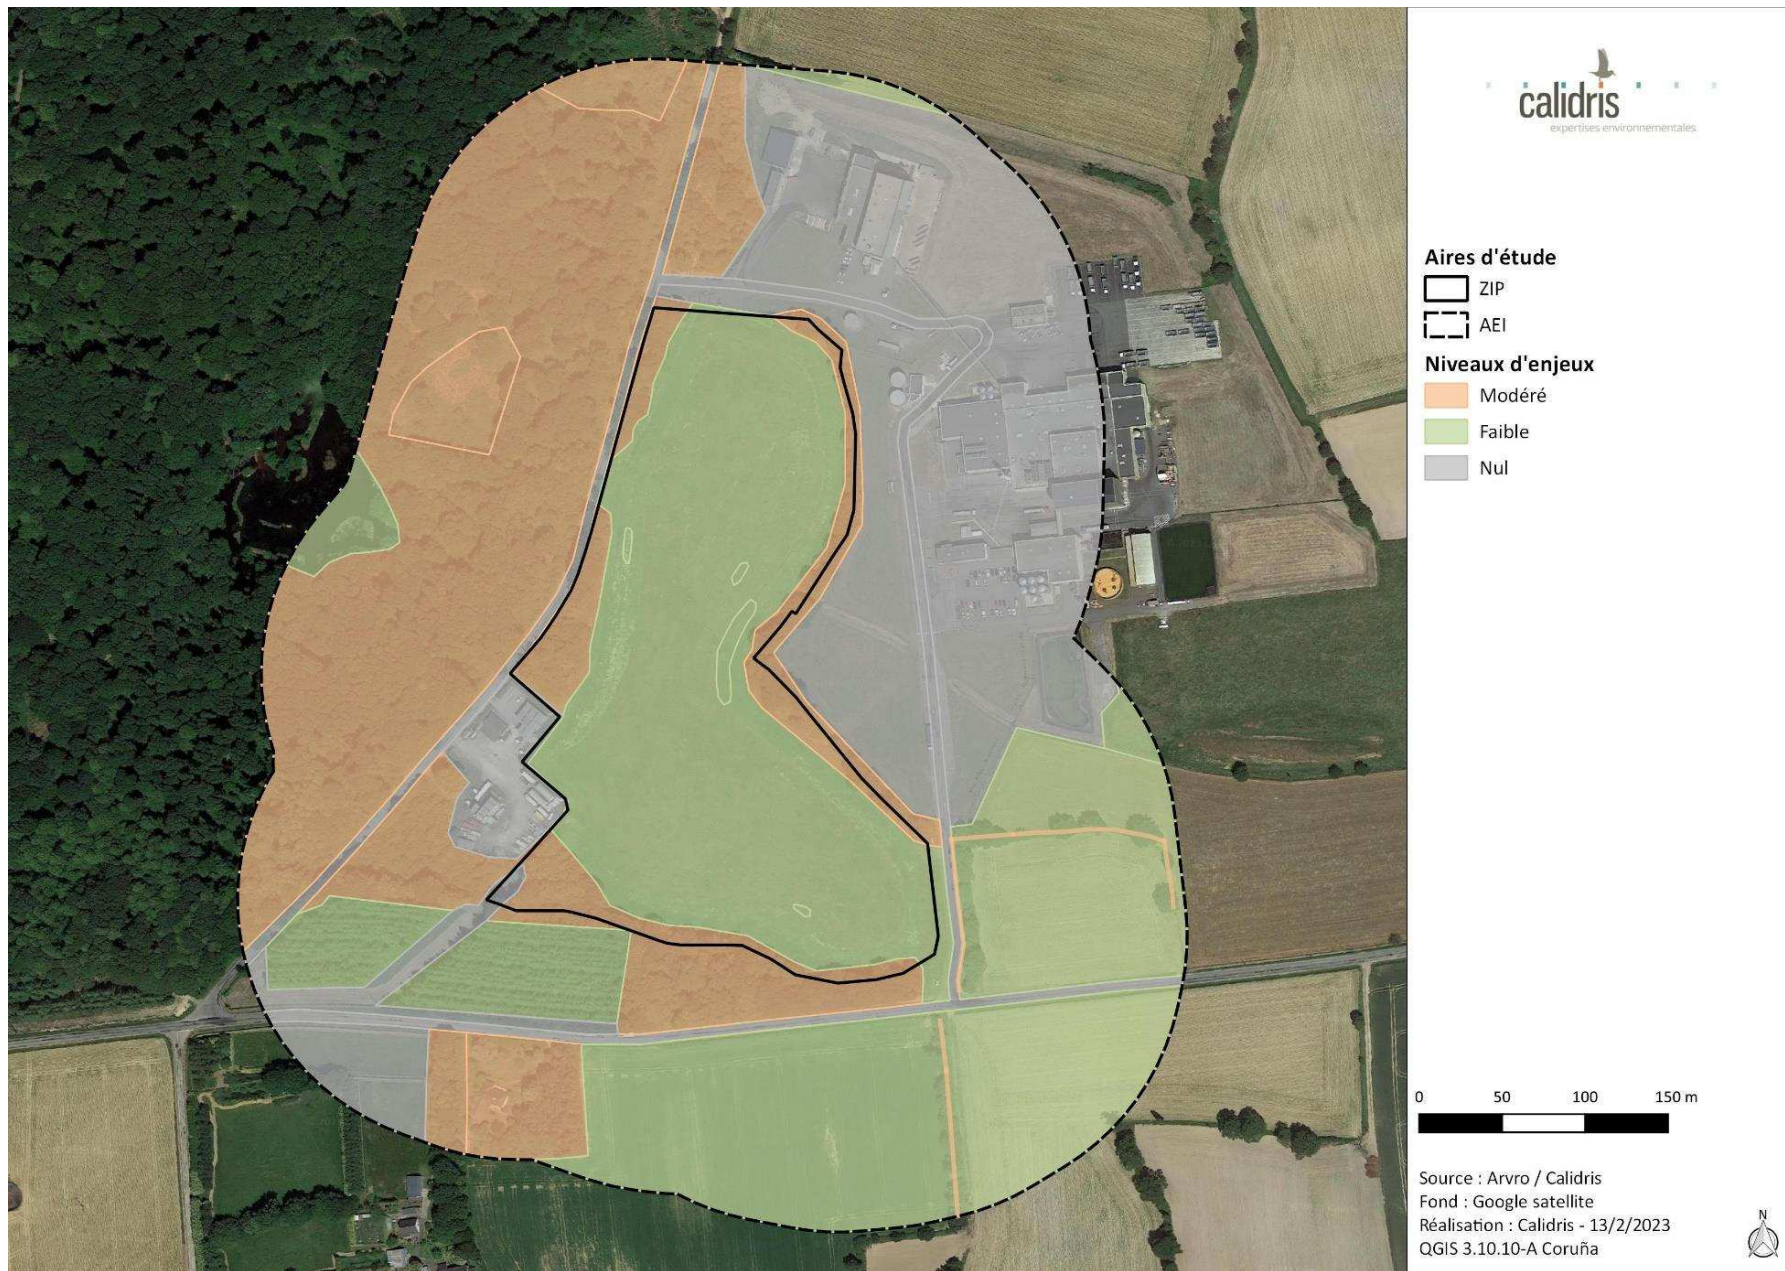 calidris
expertises environnementales
Aires d'étude
ZIP
AEI
Niveaux d'enjeux
Modéré
Faible
Nul
0 50 100 150 m
Source : Arvro / Calidris
Fond : Google satellite
Réalisation : Calidris - 13/2/2023
QGIS 3.10.10-A Coruña
N